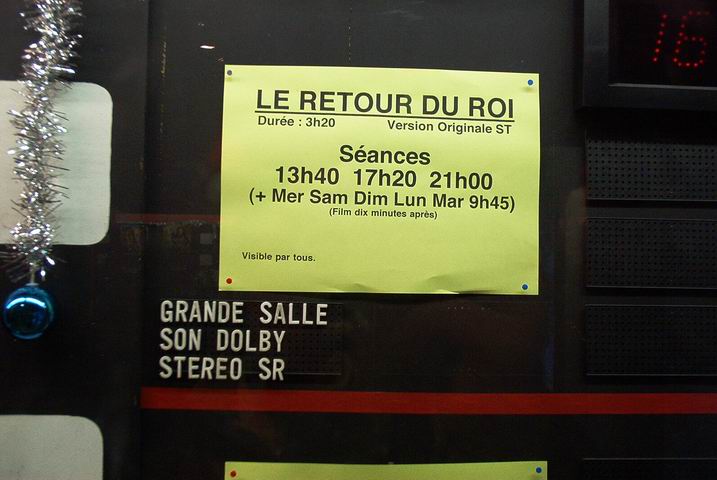 LE RETOUR DU ROI
Durée : 3h20 Version Originale ST
Séances
13h40 17h20 21h00
(+ Mer Sam Dim Lun Mar 9h45)
(Film dix minutes après)
Visible par tous.
GRANDE SALLE
SON DOLBY
STEREO SR
16